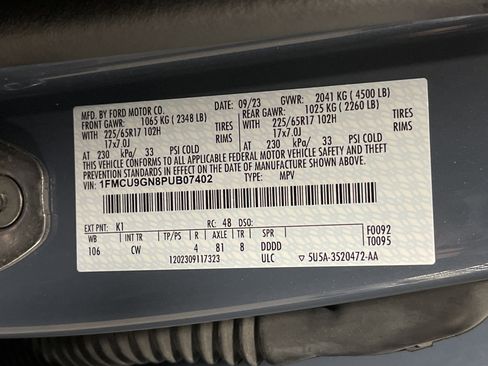 MFD. BY FORD MOTOR CO.
09/23 GVWR: 2041 KG ( 4500 LB)
FRONT GAWR: 1065 KG ( 2348 LB) REAR GAWR: 1025 KG ( 2260 LB)
WITH WITH
225/65R17 102H TIRES 225/65R17 102H TIRES
17x7.0J RIMS 17x7.0J RIMS
AT 230 kPa/ 33 PSI COLD AT 230 kPa/ 33 PSI COLD
THIS VEHICLE CONFORMS TO ALL APPLICABLE FEDERAL MOTOR VEHICLE SAFETY AND THEFT
PREVENTION STANDARDS IN EFFECT ON THE DATE OF MANUFACTURE SHOWN ABOVE.
VIN: 1FMCU9GN8PUB07402 TYPE: MPV
EXT PNT: K1 RC: 48 DSO: F0092
WB INT TR TP/PS R AXLE TR SPR T0095
106 CW 4 81 8 DDDD
1202309117323 ULC 5U5A-3520472-AA